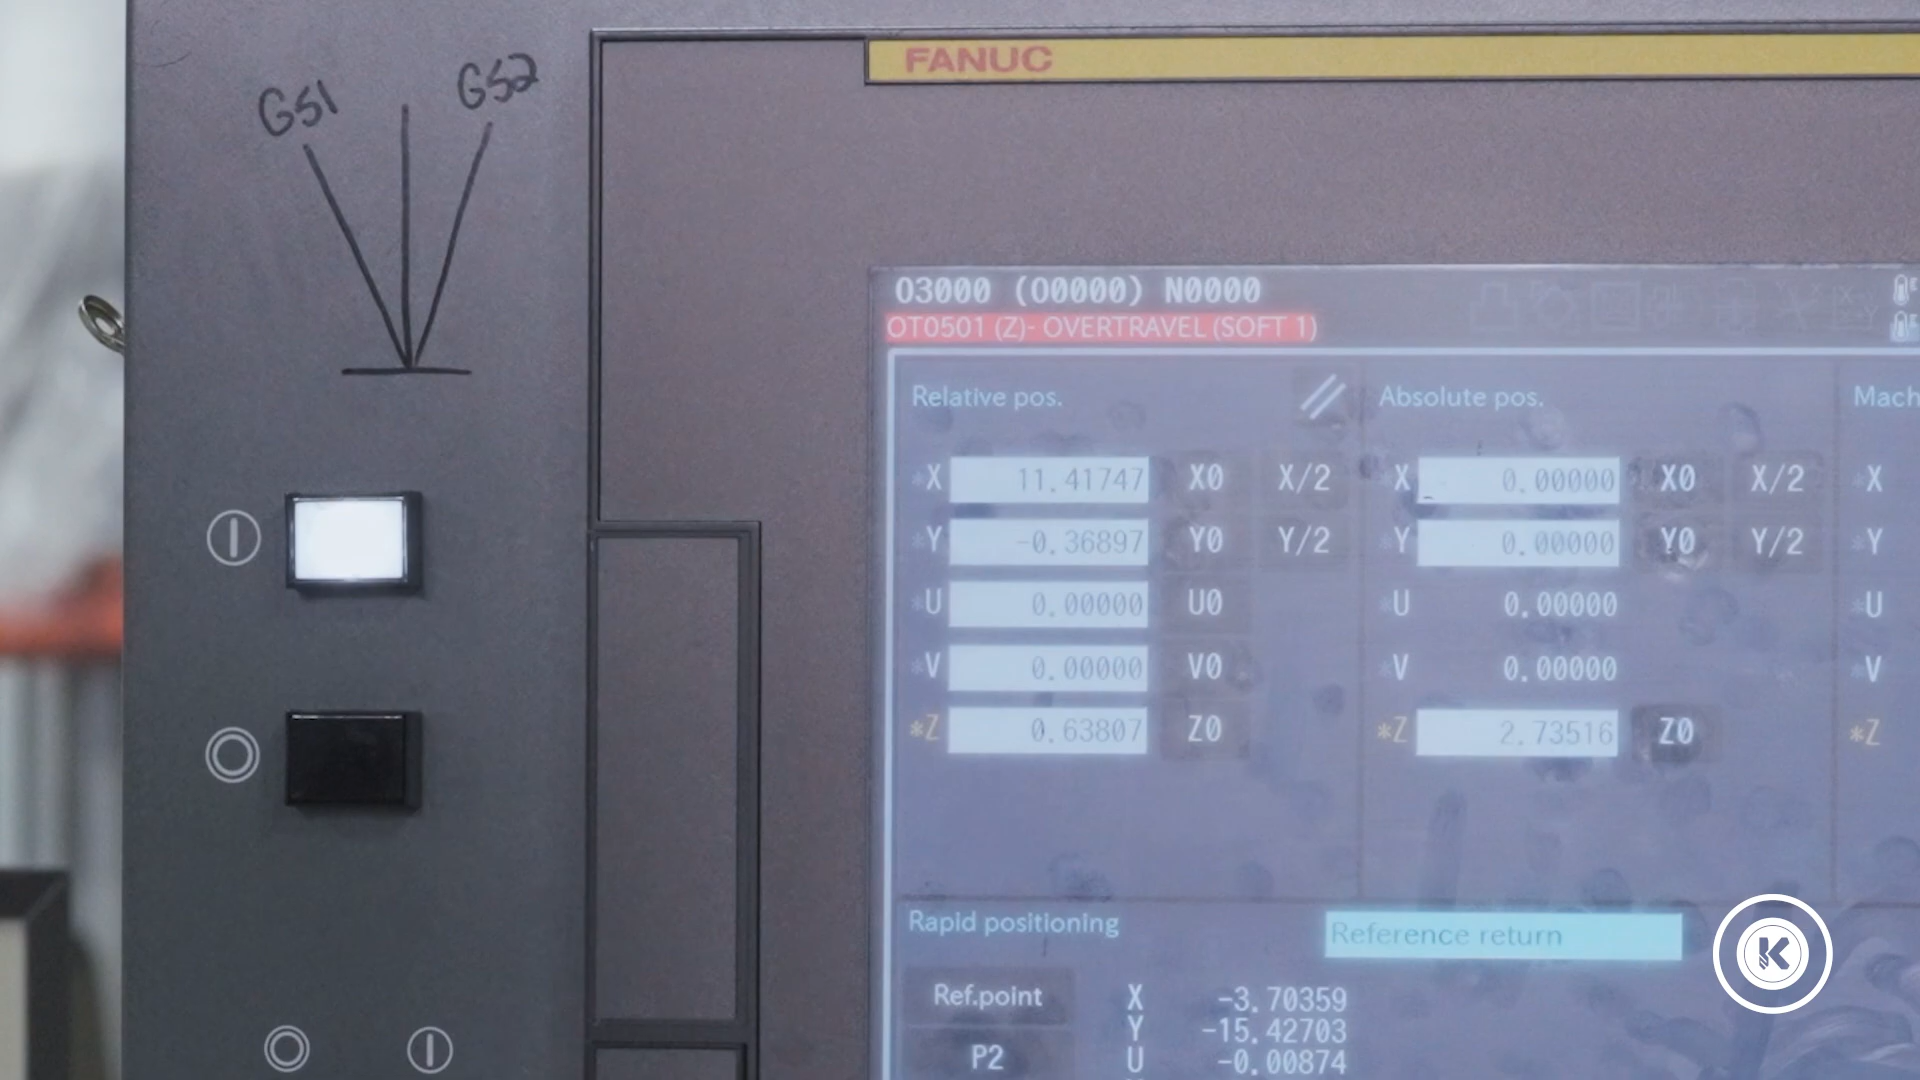 GS1 GS2
FANUC
O3000 (O0000) N0000
OT0501 (Z)- OVERTRAVEL (SOFT 1)
Relative pos. Absolute pos. Mach
*X 11.41747 X0 X/2 *X 0.00000 X0 X/2 *X
*Y -0.36897 Y0 Y/2 *Y 0.00000 Y0 Y/2 *Y
*U 0.00000 U0 *U 0.00000 *U
*V 0.00000 V0 *V 0.00000 *V
*Z 0.63807 Z0 *Z 2.73516 Z0 *Z
Rapid positioning Reference return
Ref.point X -3.70359
Y -15.42703
P2 U -0.00874
K